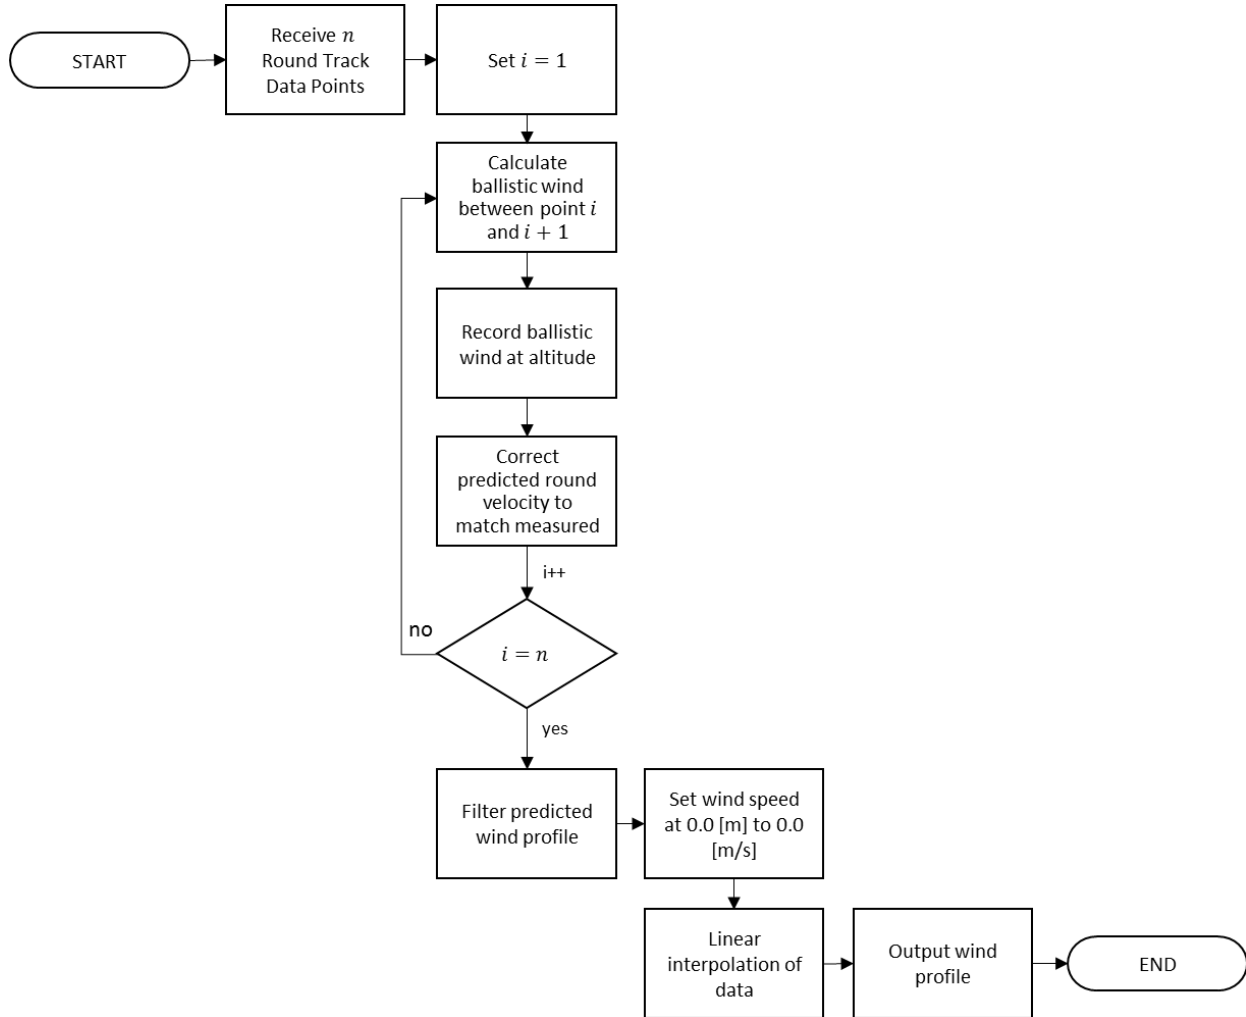 START
Receive n
Round Track
Data Points
Set i = 1
Calculate
ballistic wind
between point i
and i + 1
Record ballistic
wind at altitude
Correct
predicted round
velocity to
match measured
i++
no
i = n
yes
Filter predicted
wind profile
Set wind speed
at 0.0 [m] to 0.0
[m/s]
Linear
interpolation of
data
Output wind
profile
END